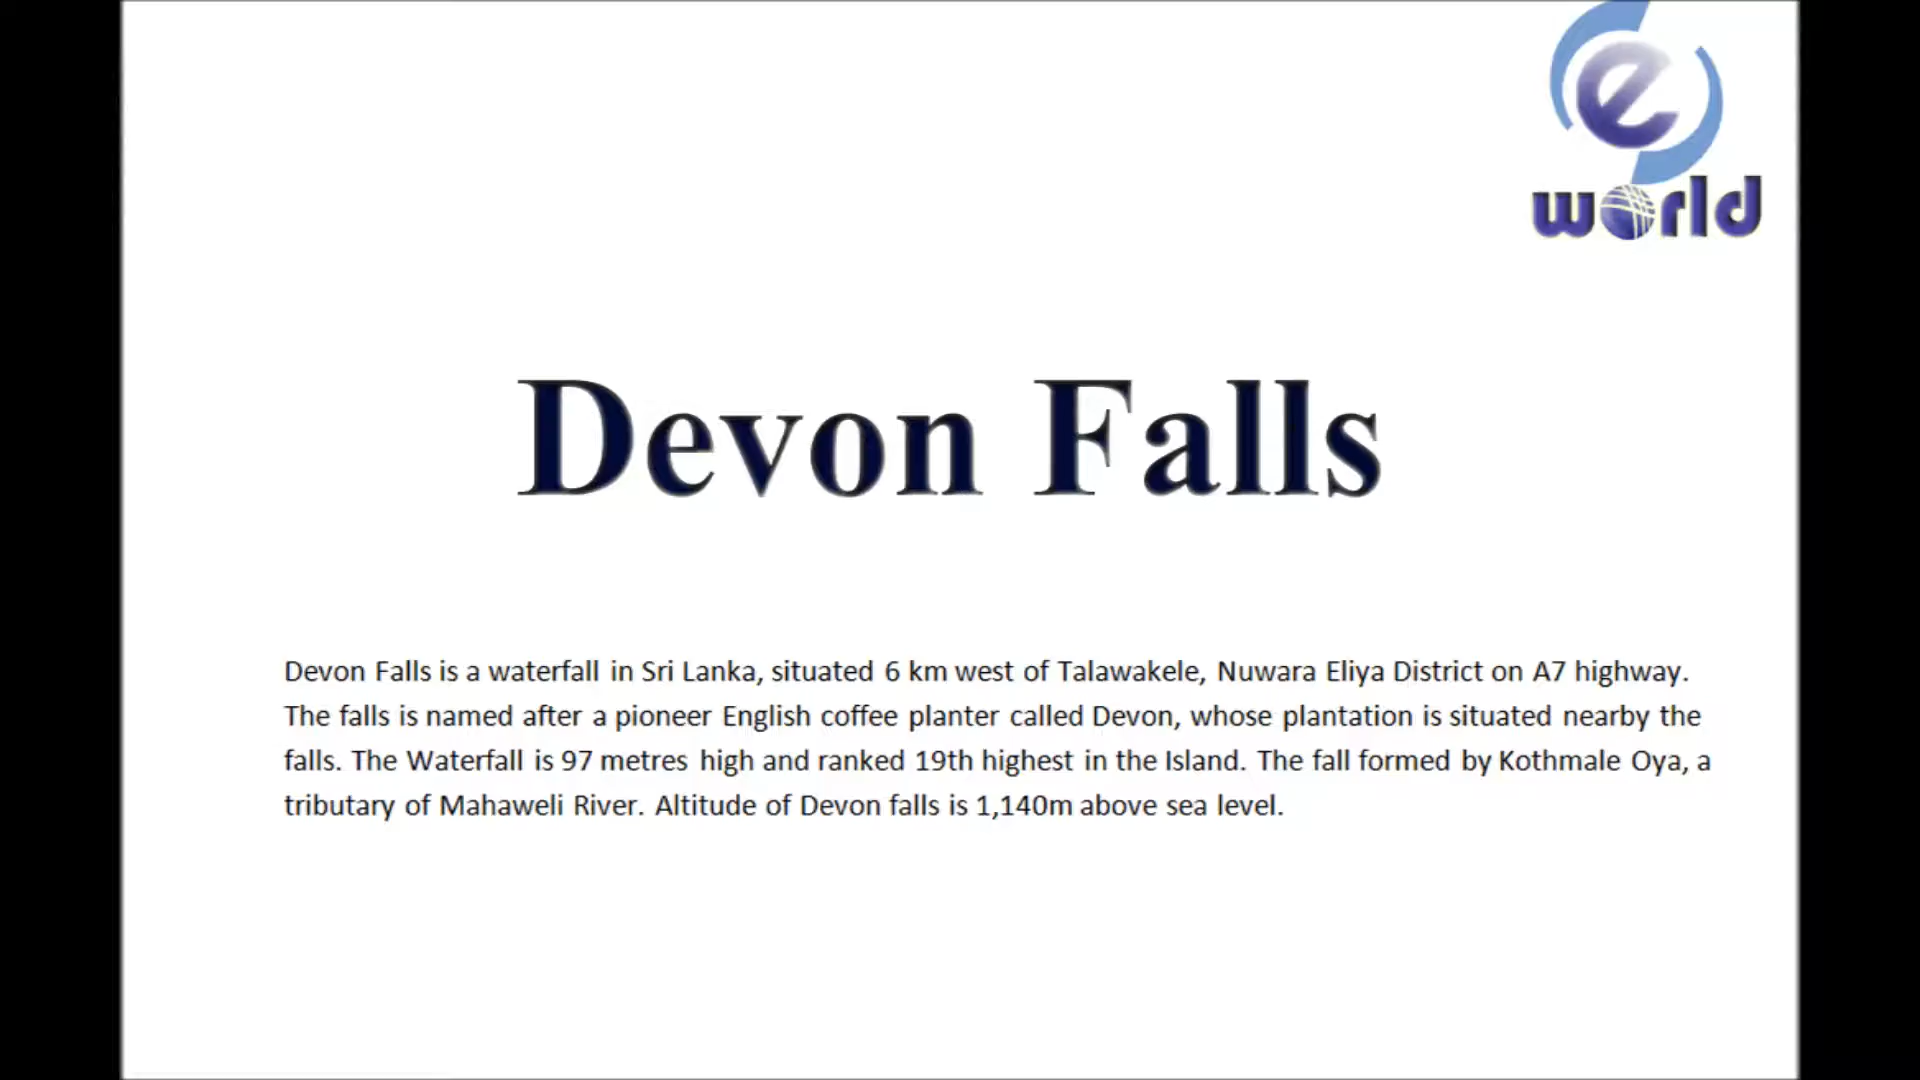 e
world
Devon Falls
Devon Falls is a waterfall in Sri Lanka, situated 6 km west of Talawakele, Nuwara Eliya District on A7 highway.
The falls is named after a pioneer English coffee planter called Devon, whose plantation is situated nearby the
falls. The Waterfall is 97 metres high and ranked 19th highest in the Island. The fall formed by Kothmale Oya, a
tributary of Mahaweli River. Altitude of Devon falls is 1,140m above sea level.